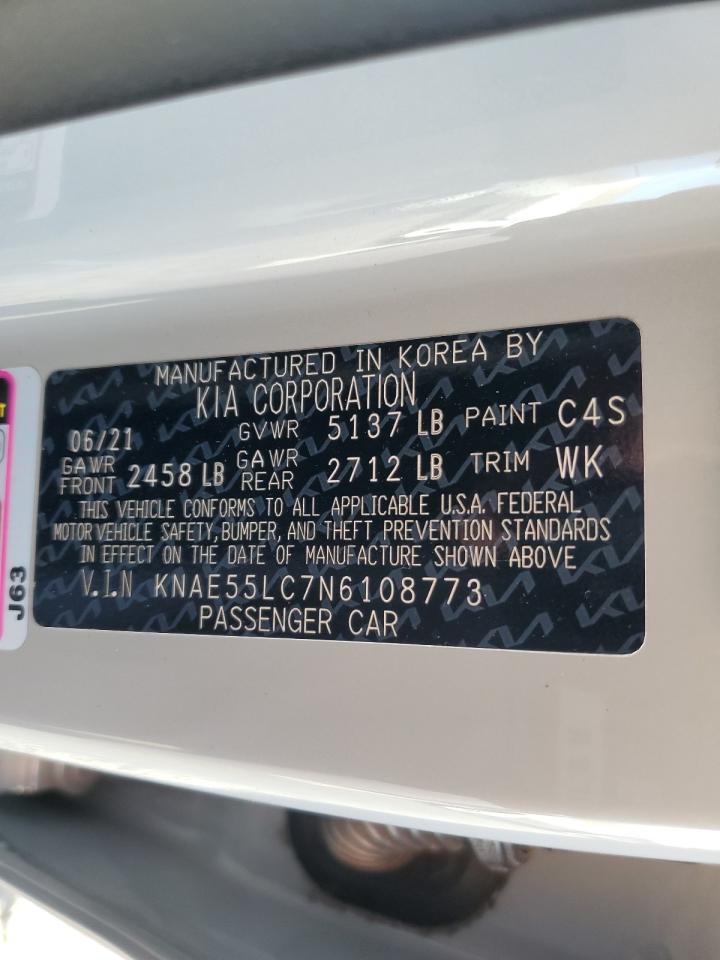 MANUFACTURED IN KOREA BY
KIA CORPORATION
06/21 GVWR 5137 LB PAINT C4S
GAWR FRONT 2458 LB GAWR REAR 2712 LB TRIM WK
THIS VEHICLE CONFORMS TO ALL APPLICABLE U.S.A. FEDERAL
MOTOR VEHICLE SAFETY, BUMPER, AND THEFT PREVENTION STANDARDS
IN EFFECT ON THE DATE OF MANUFACTURE SHOWN ABOVE
V.I.N KNAE55LC7N6108773
PASSENGER CAR
J63